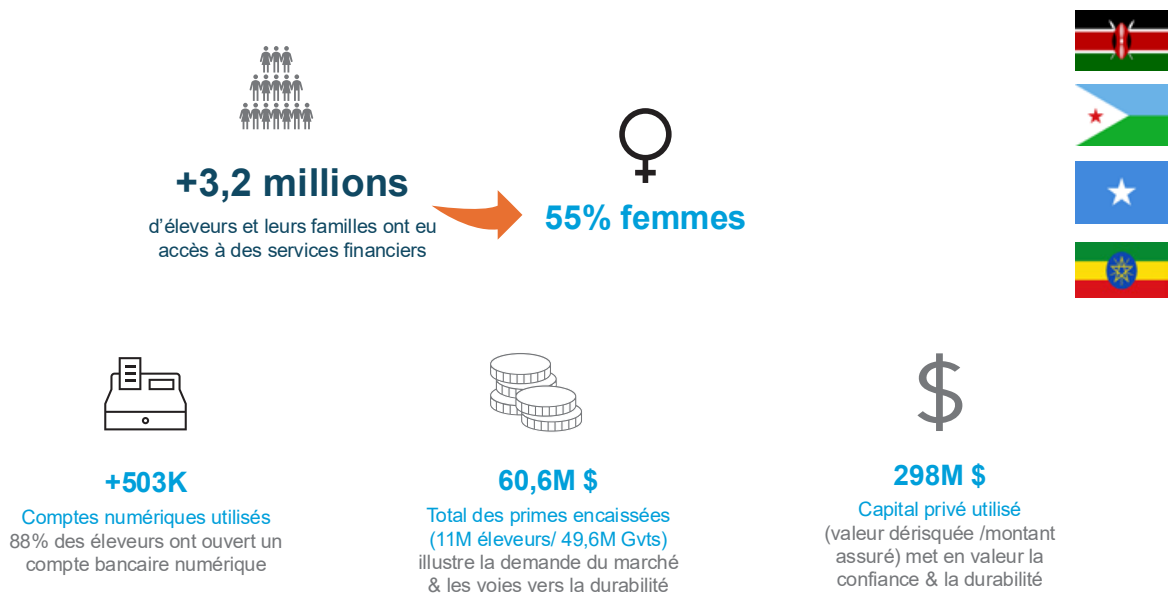 +3,2 millions
d’éleveurs et leurs familles ont eu
accès à des services financiers
55% femmes
+503K
Comptes numériques utilisés
88% des éleveurs ont ouvert un
compte bancaire numérique
60,6M $
Total des primes encaissées
(11M éleveurs/ 49,6M Gvts)
illustre la demande du marché
& les voies vers la durabilité
$
298M $
Capital privé utilisé
(valeur dérisquée /montant
assuré) met en valeur la
confiance & la durabilité